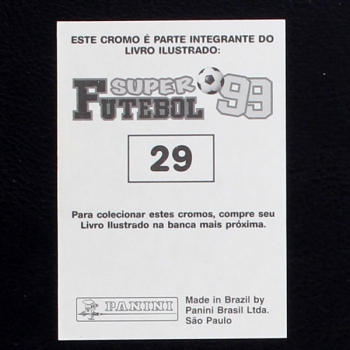 ESTE CROMO É PARTE INTEGRANTE DO
LIVRO ILUSTRADO:
SUPER
FUTEBOL 99
29
Para colecionar estes cromos, compre seu
Livro Ilustrado na banca mais próxima.
PANINI
Made in Brazil by
Panini Brasil Ltda.
São Paulo